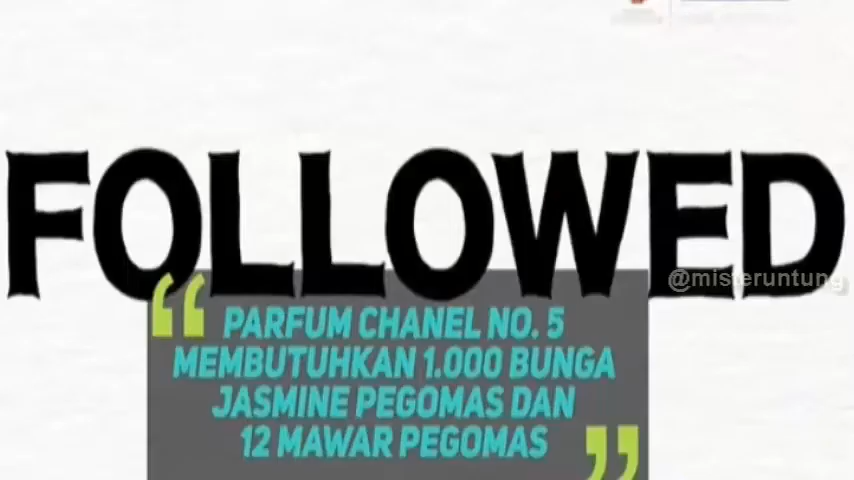 FOLLOWED
@misteruntung
“ PARFUM CHANEL NO. 5
MEMBUTUHKAN 1.000 BUNGA
JASMINE PEGOMAS DAN
12 MAWAR PEGOMAS ”